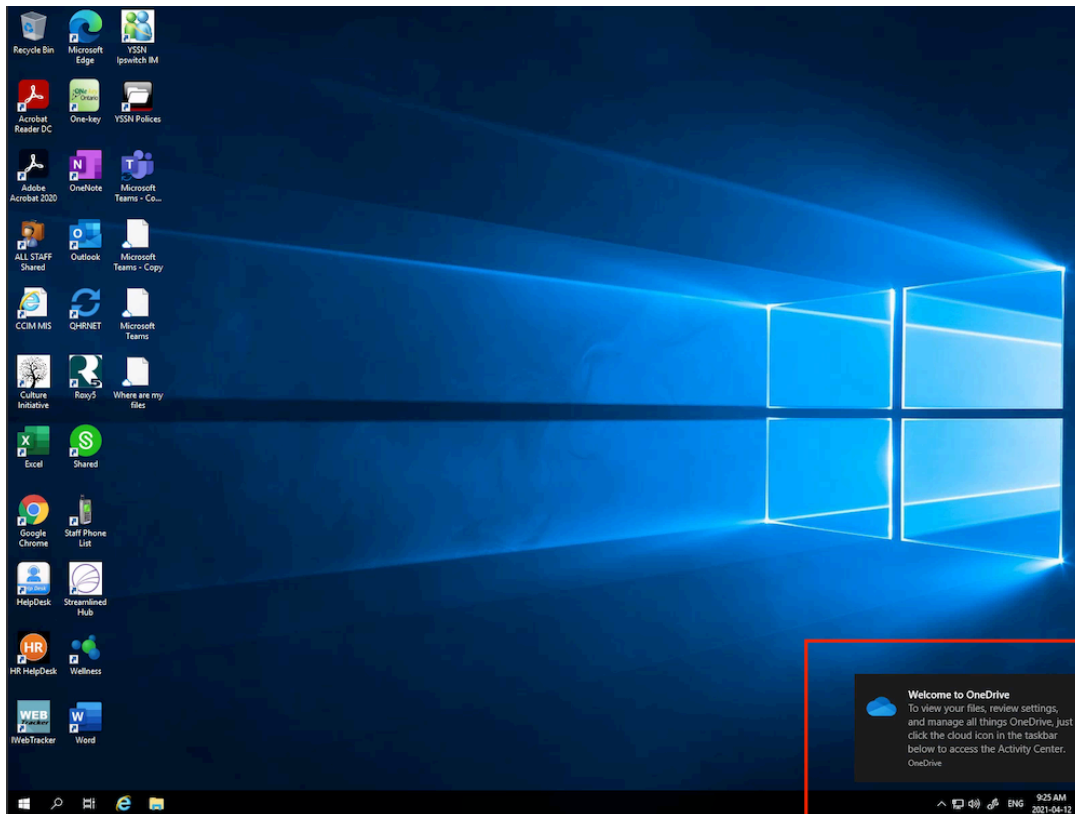 Recycle Bin
Microsoft
Edge
YSSN
Ipswitch IM
Acrobat
Reader DC
One-key
YSSN Polices
Adobe
Acrobat 2020
OneNote
Microsoft
Teams - Co...
ALL STAFF
Shared
Outlook
Microsoft
Teams - Copy
CCIM MIS
QHRNET
Microsoft
Teams
Culture
Initiative
Roxy5
Where are my
files
Excel
Shared
Google
Chrome
Staff Phone
List
HelpDesk
Streamlined
Hub
HR
HR HelpDesk
Wellness
WEB
Tracker
IWebTracker
Word
Welcome to OneDrive
To view your files, review settings,
and manage all things OneDrive, just
click the cloud icon in the taskbar
below to access the Activity Center.
OneDrive
ENG
9:25 AM
2021-04-12